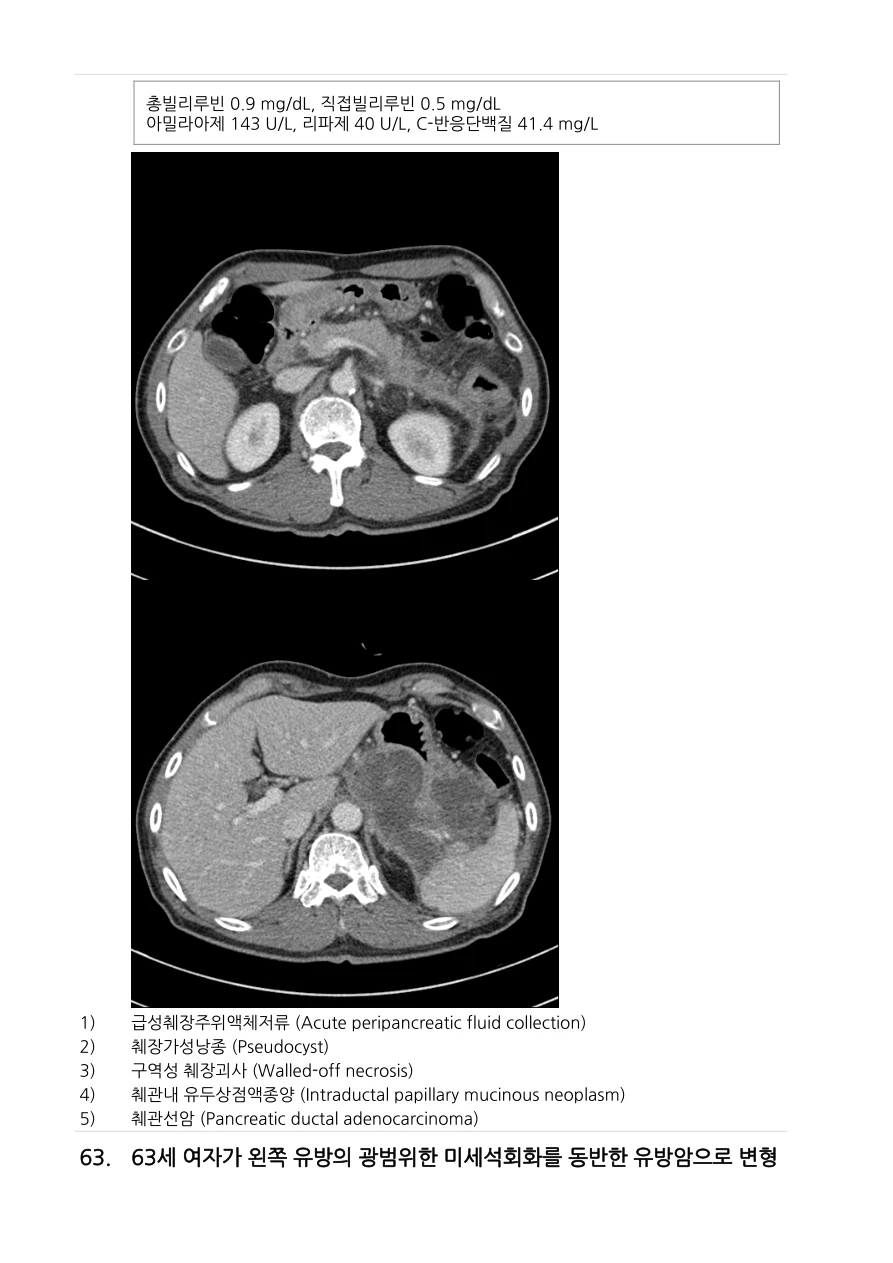 총빌리루빈 0.9 mg/dL, 직접빌리루빈 0.5 mg/dL
아밀라아제 143 U/L, 리파제 40 U/L, C-반응단백질 41.4 mg/L
1) 급성췌장주위액체저류 (Acute peripancreatic fluid collection)
2) 췌장가성낭종 (Pseudocyst)
3) 구역성 췌장괴사 (Walled-off necrosis)
4) 췌관내 유두상점액종양 (Intraductal papillary mucinous neoplasm)
5) 췌관선암 (Pancreatic ductal adenocarcinoma)
63. 63세 여자가 왼쪽 유방의 광범위한 미세석회화를 동반한 유방암으로 변형